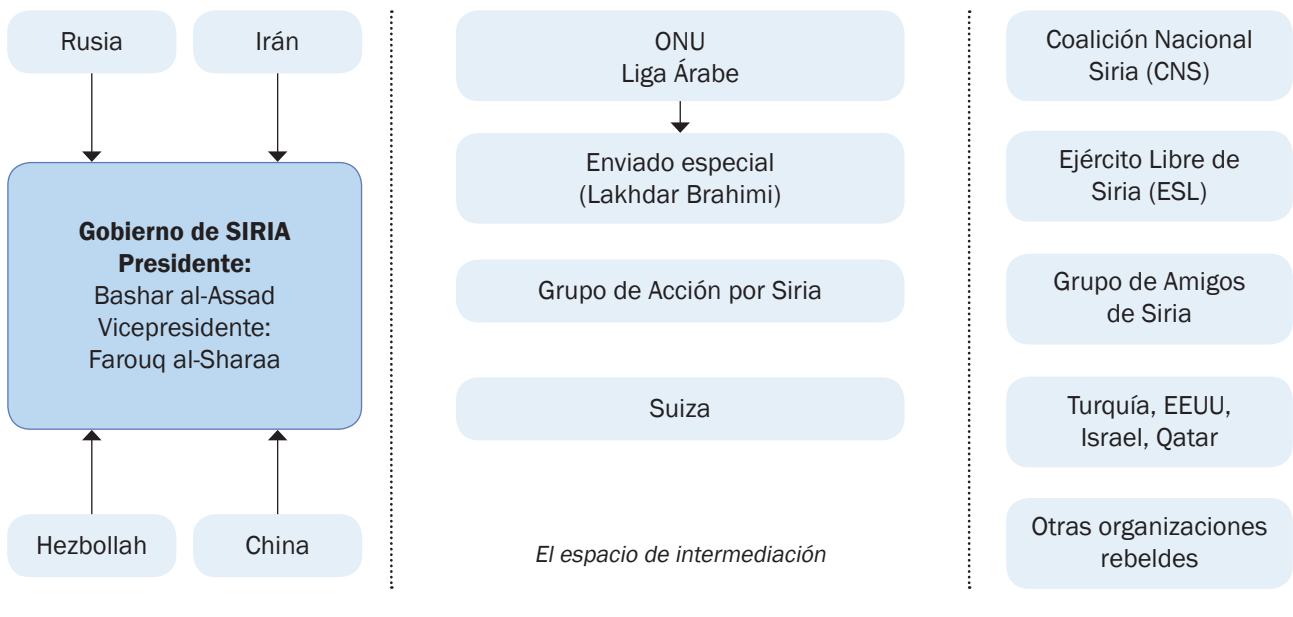 Rusia
Irán
Gobierno de SIRIA
Presidente:
Bashar al-Assad
Vicepresidente:
Farouq al-Sharaa
Hezbollah
China
ONU
Liga Árabe
Enviado especial
(Lakhdar Brahimi)
Grupo de Acción por Siria
Suiza
El espacio de intermediación
Coalición Nacional
Siria (CNS)
Ejército Libre de
Siria (ESL)
Grupo de Amigos
de Siria
Turquía, EEUU,
Israel, Qatar
Otras organizaciones
rebeldes